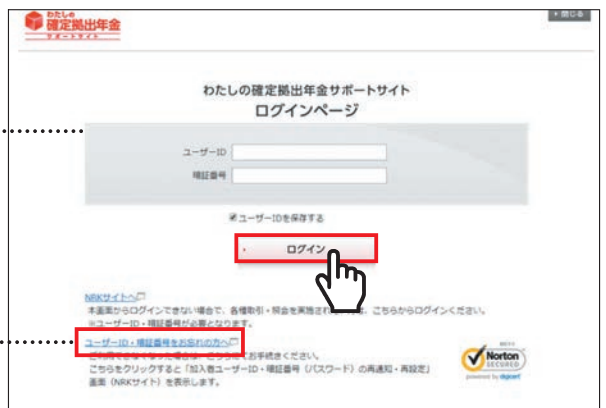 わたしの
確定拠出年金
サポートサイト
閉じる
わたしの確定拠出年金サポートサイト
ログインページ
ユーザーID
暗証番号
ユーザーIDを保存する
ログイン
NRKサイトへ
本画面からログインできない場合で、各種取引・照会を実施され は、こちらからログインください。
※ユーザーID・暗証番号が必要となります。
ユーザーID・暗証番号をお忘れの方へ
お手続きください。
こちらをクリックすると「加入者ユーザーID・暗証番号(パスワード)の再通知・再設定」
画面(NRKサイト)を表示します。
Norton
SECURED
powered by digicert